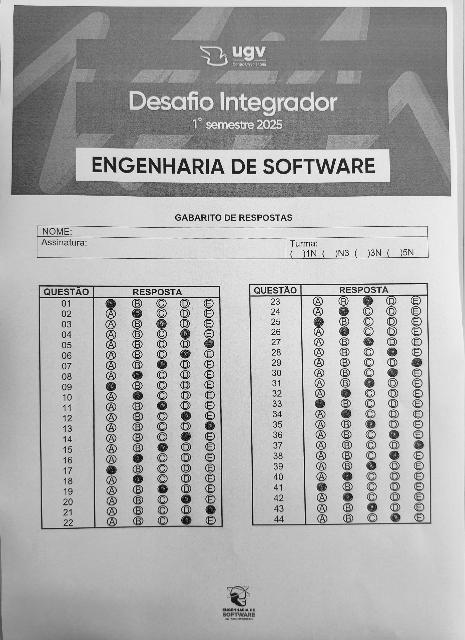 ugv
Desafio Integrador
1° semestre 2025
ENGENHARIA DE SOFTWARE
GABARITO DE RESPOSTAS
NOME:
Assinatura:
Turma:
( )1N ( )N3 ( )3N ( )5N
QUESTÃO RESPOSTA
01 A B C D E
02 A B C D E
03 A B C D E
04 A B C D E
05 A B C D E
06 A B C D E
07 A B C D E
08 A B C D E
09 A B C D E
10 A B C D E
11 A B C D E
12 A B C D E
13 A B C D E
14 A B C D E
15 A B C D E
16 A B C D E
17 A B C D E
18 A B C D E
19 A B C D E
20 A B C D E
21 A B C D E
22 A B C D E
QUESTÃO RESPOSTA
23 A B C D E
24 A B C D E
25 A B C D E
26 A B C D E
27 A B C D E
28 A B C D E
29 A B C D E
30 A B C D E
31 A B C D E
32 A B C D E
33 A B C D E
34 A B C D E
35 A B C D E
36 A B C D E
37 A B C D E
38 A B C D E
39 A B C D E
40 A B C D E
41 A B C D E
42 A B C D E
43 A B C D E
44 A B C D E
ENGENHARIA DE
SOFTWARE